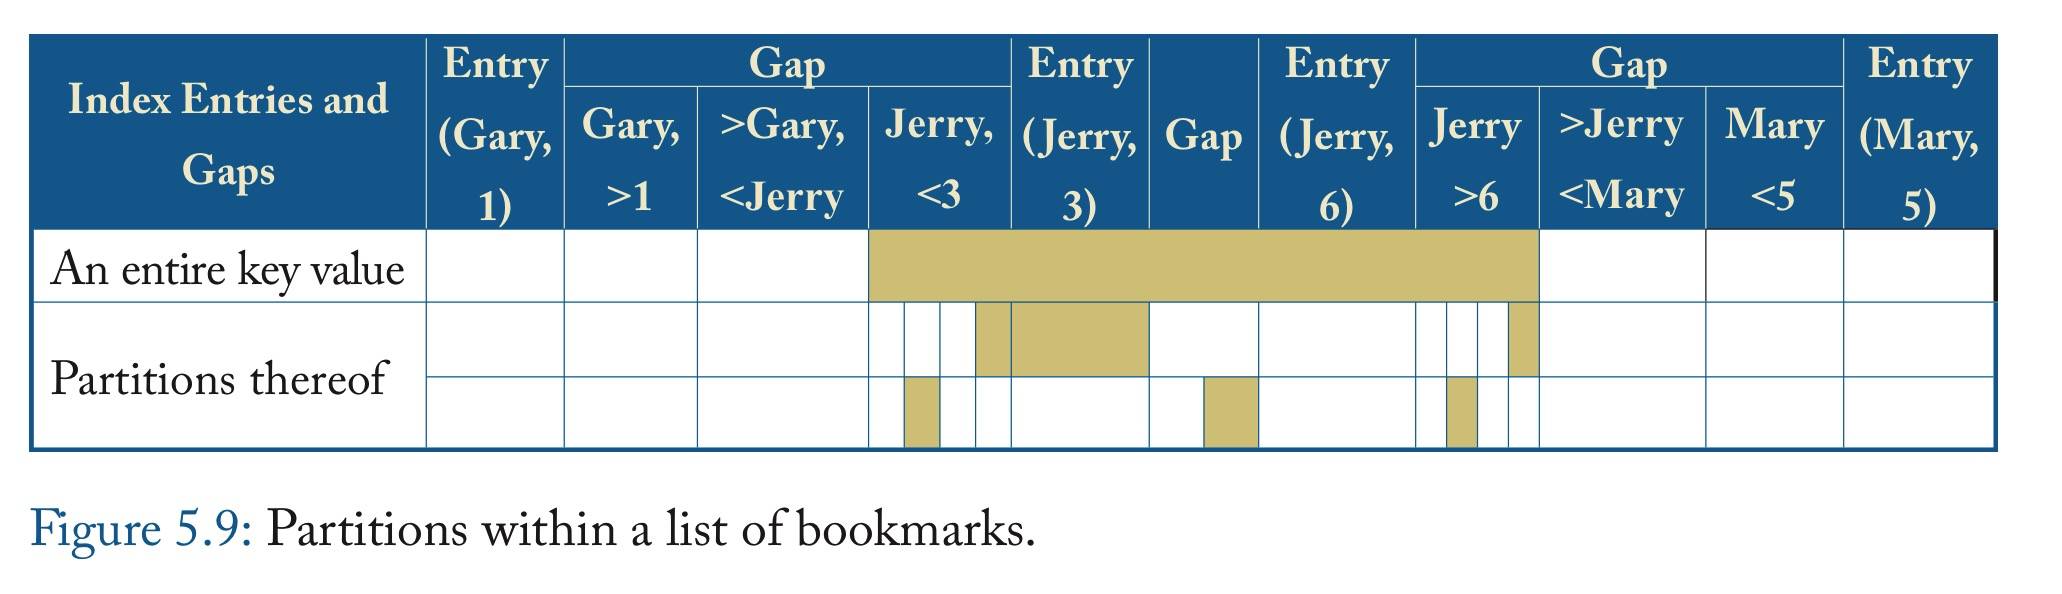 Index Entries and Gaps
Entry (Gary, 1)
Gap
Gary, >1
>Gary, <Jerry
Jerry, <3
Entry (Jerry, 3)
Gap
Entry (Jerry, 6)
Gap
Jerry >6
>Jerry <Mary
Mary <5
Entry (Mary, 5)
An entire key value
Partitions thereof
Figure 5.9: Partitions within a list of bookmarks.